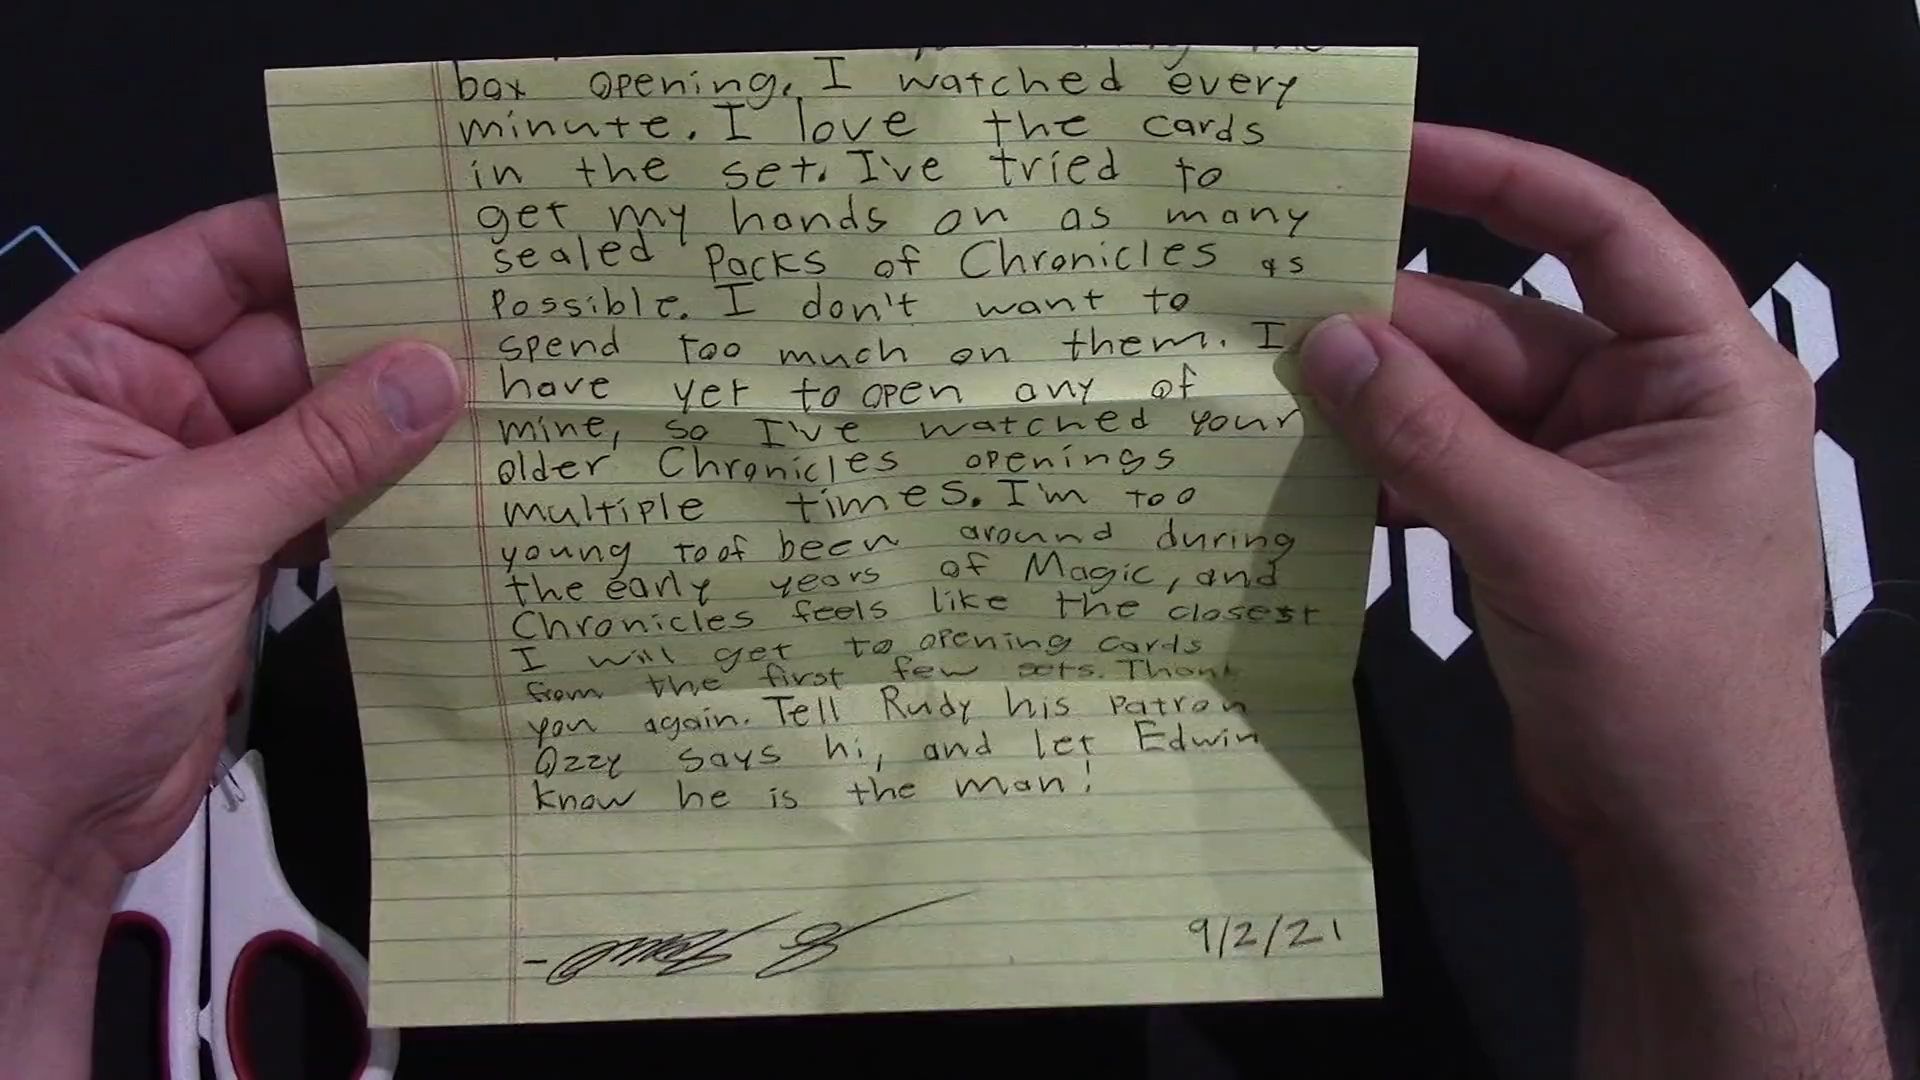 box opening. I watched every
minute. I love the cards
in the set. I've tried to
get my hands on as many
sealed Packs of Chronicles as
Possible. I don't want to
spend too much on them. I
have yet to open any of
mine, so I've watched your
older Chronicles openings
multiple times. I'm too
young to of been around during
the early years of Magic, and
Chronicles feels like the closest
I will get to opening cards
from the first few sets. Thank
you again. Tell Rudy his Patron
Ozzy says hi, and let Edwin
know he is the man!
9/2/21